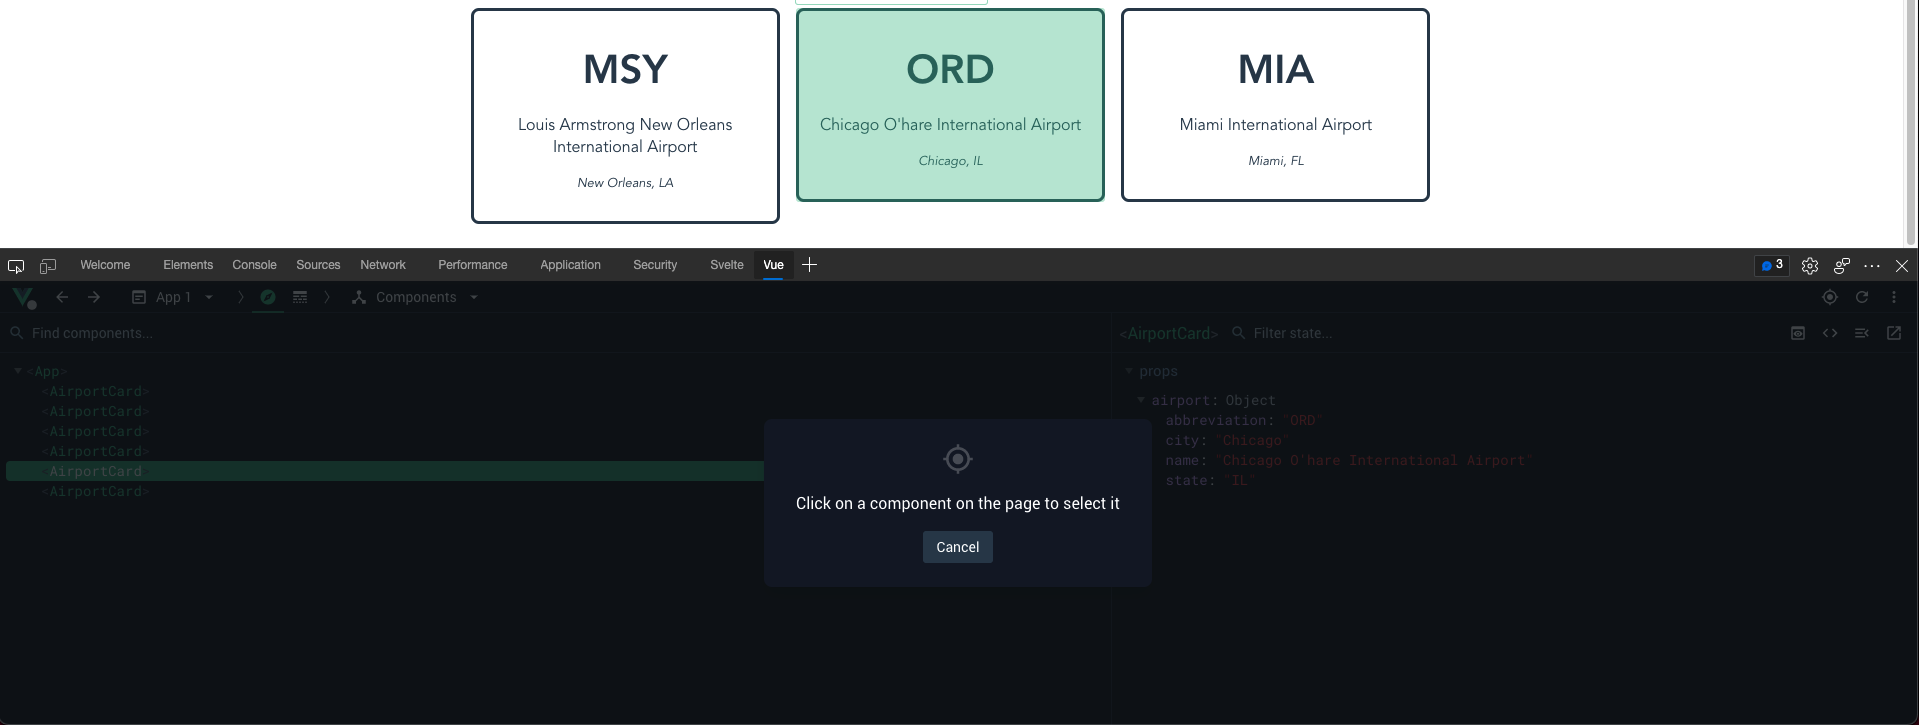 MSY
Louis Armstrong New Orleans
International Airport
New Orleans, LA
ORD
Chicago O'hare International Airport
Chicago, IL
MIA
Miami International Airport
Miami, FL
Welcome Elements Console Sources Network Performance Application Security Svelte Vue 3
App 1 Components
Find components...
<App>
<AirportCard>
<AirportCard>
<AirportCard>
<AirportCard>
<AirportCard>
<AirportCard>
Click on a component on the page to select it
Cancel
<AirportCard> Filter state...
props
airport: Object
abbreviation: "ORD"
city: "Chicago"
name: "Chicago O'hare International Airport"
state: "IL"